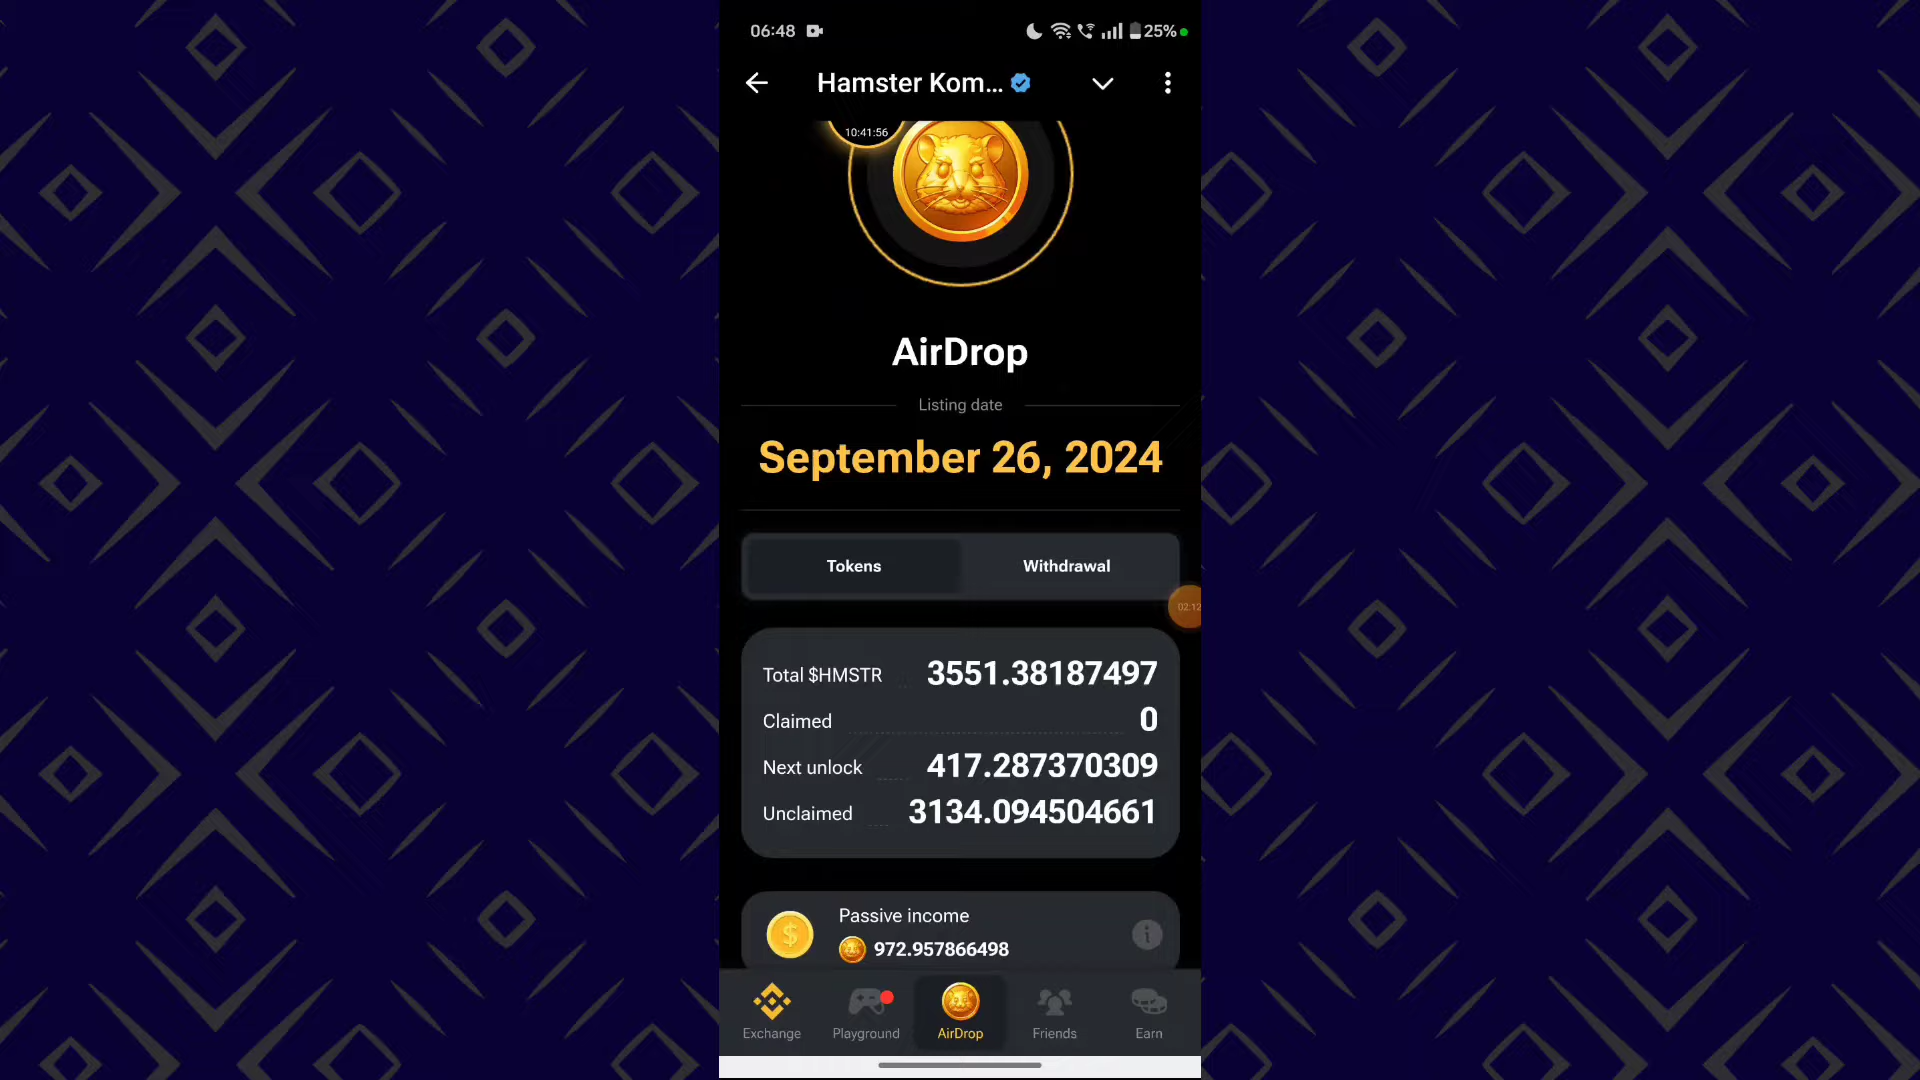 06:48 25%
Hamster Kom...
10:41:56
AirDrop
Listing date
September 26, 2024
Tokens Withdrawal
02:12
Total $HMSTR 3551.38187497
Claimed 0
Next unlock 417.287370309
Unclaimed 3134.094504661
Passive income
972.957866498
Exchange Playground AirDrop Friends Earn